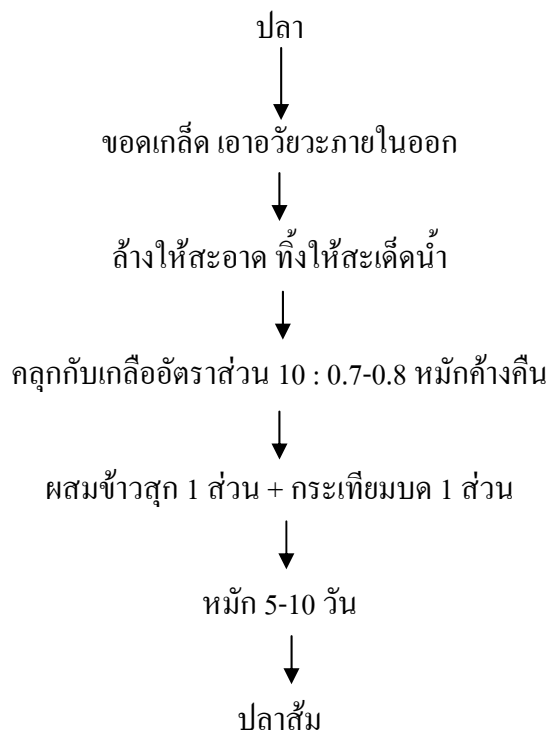 ปลา
ขอดเกล็ด เอาอวัยวะภายในออก
ล้างให้สะอาด ทิ้งให้สะเด็ดน้ำ
คลุกกับเกลืออัตราส่วน 10 : 0.7-0.8 หมักค้างคืน
ผสมข้าวสุก 1 ส่วน + กระเทียมบด 1 ส่วน
หมัก 5-10 วัน
ปลาส้ม